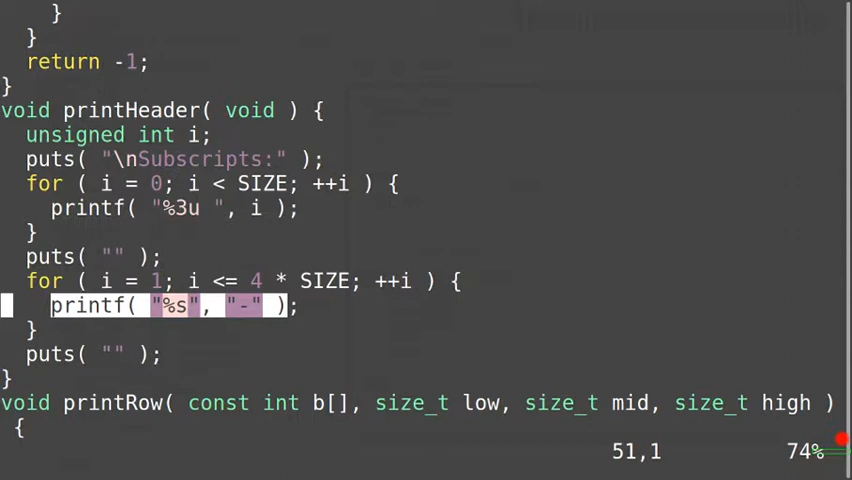 }
  }
  return -1;
}
void printHeader( void ) {
  unsigned int i;
  puts( "\nSubscripts:" );
  for ( i = 0; i < SIZE; ++i ) {
    printf( "%3u ", i );
  }
  puts( "" );
  for ( i = 1; i <= 4 * SIZE; ++i ) {
    printf( "%s", "-" );
  }
  puts( "" );
}
void printRow( const int b[], size_t low, size_t mid, size_t high )
 {
51,1 74%